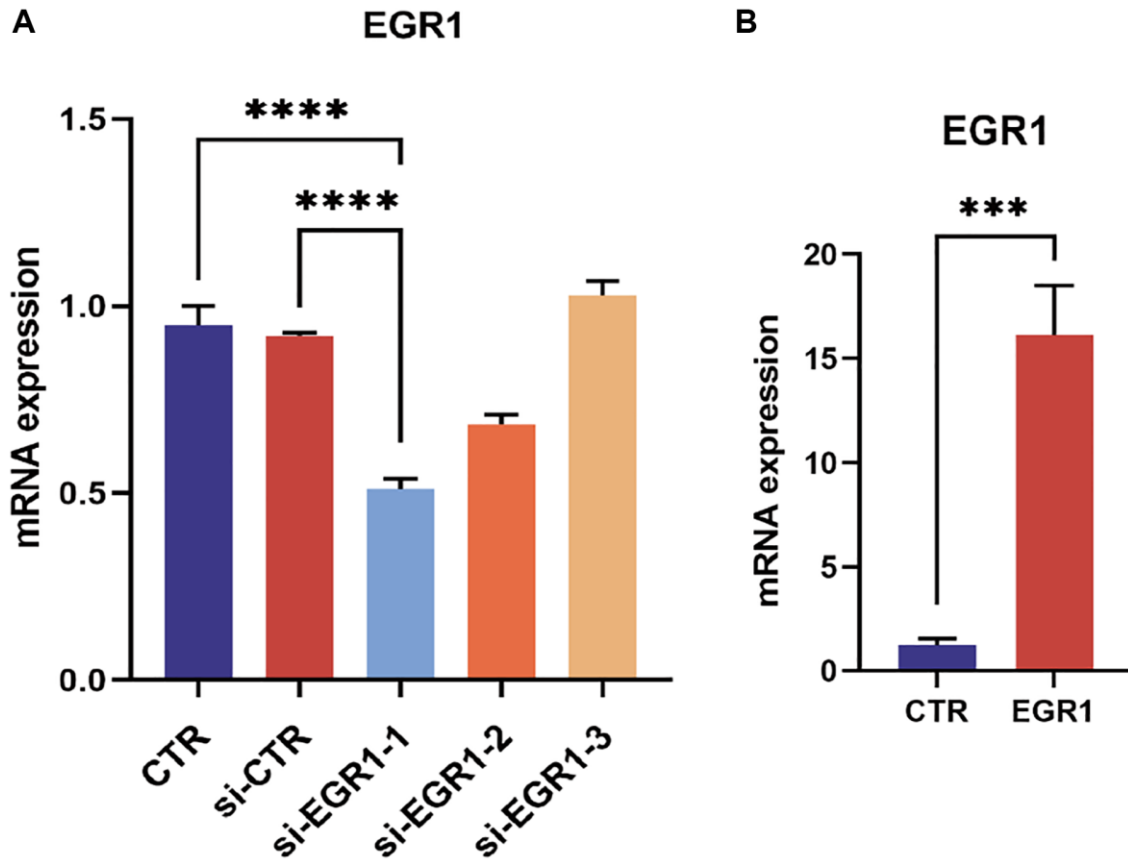 A
EGR1
****
****
mRNA expression
1.5
1.0
0.5
0.0
CTR
si-CTR
si-EGR1-1
si-EGR1-2
si-EGR1-3
B
EGR1
***
mRNA expression
20
15
10
5
0
CTR
EGR1